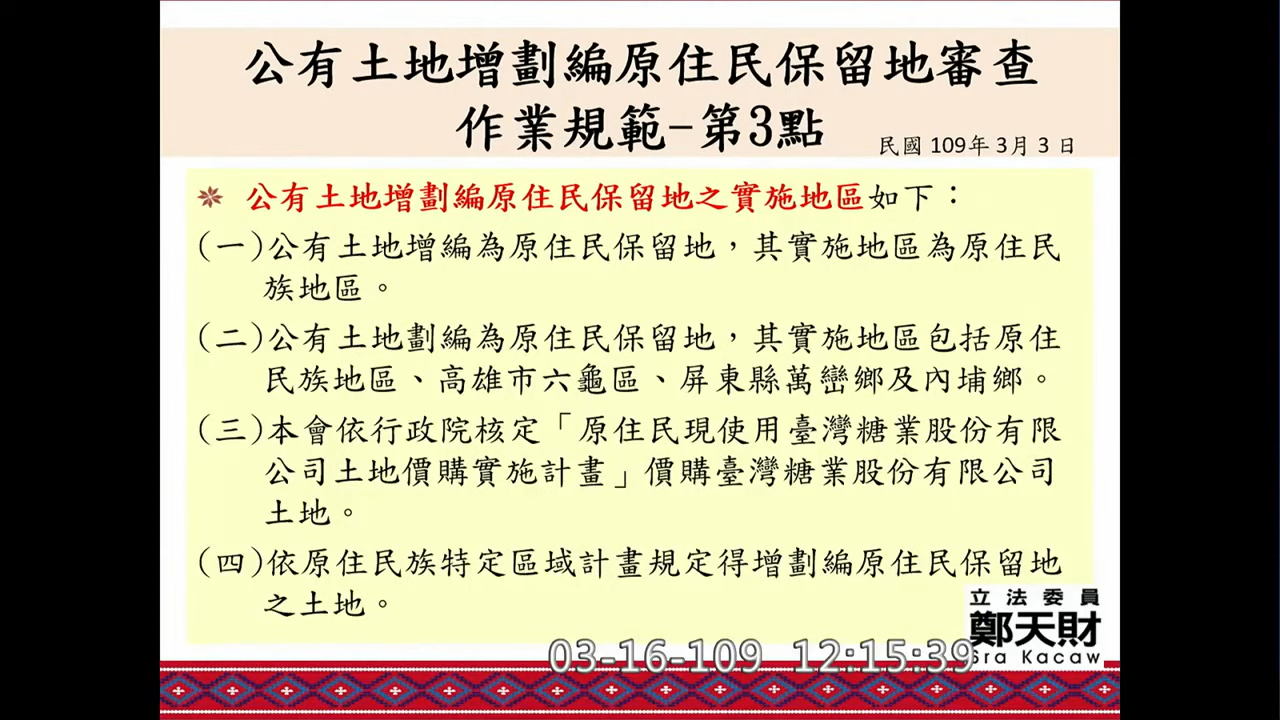 公有土地增劃編原住民保留地審查
作業規範-第3點
民國 109年 3月 3 日
公有土地增劃編原住民保留地之實施地區如下：
(一)公有土地增編為原住民保留地，其實施地區為原住民
族地區。
(二)公有土地劃編為原住民保留地，其實施地區包括原住
民族地區、高雄市六龜區、屏東縣萬巒鄉及內埔鄉。
(三)本會依行政院核定「原住民現使用臺灣糖業股份有限
公司土地價購實施計畫」價購臺灣糖業股份有限公司
土地。
(四)依原住民族特定區域計畫規定得增劃編原住民保留地
之土地。
立法委員
鄭天財
Sra Kacaw
03-16-109 12:15:39